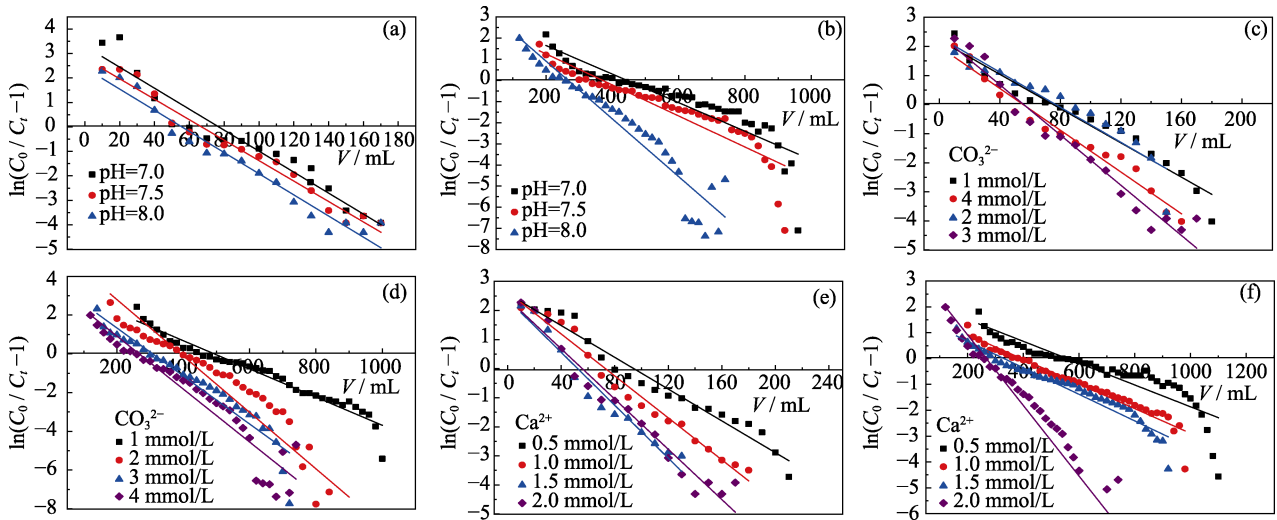 (a)
ln(C₀ / Cₜ −1)
4
3
2
1
0
−1
−2
−3
−4
−5
0 20 40 60 80 100 120 140 160 180
V / mL
pH=7.0
pH=7.5
pH=8.0
(b)
ln(C₀ / Cₜ −1)
3
2
1
0
−1
−2
−3
−4
−5
−6
−7
−8
200 400 600 800 1000
V / mL
pH=7.0
pH=7.5
pH=8.0
(c)
ln(C₀ / Cₜ −1)
3
2
1
0
−1
−2
−3
−4
−5
0 40 80 120 160 200
V / mL
CO₃²⁻
1 mmol/L
4 mmol/L
2 mmol/L
3 mmol/L
(d)
ln(C₀ / Cₜ −1)
4
2
0
−2
−4
−6
−8
200 400 600 800 1000
V / mL
CO₃²⁻
1 mmol/L
2 mmol/L
3 mmol/L
4 mmol/L
(e)
ln(C₀ / Cₜ −1)
3
2
1
0
−1
−2
−3
−4
−5
0 40 80 120 160 200 240
V / mL
Ca²⁺
0.5 mmol/L
1.0 mmol/L
1.5 mmol/L
2.0 mmol/L
(f)
ln(C₀ / Cₜ −1)
3
2
1
0
−1
−2
−3
−4
−5
−6
200 400 600 800 1000 1200
V / mL
Ca²⁺
0.5 mmol/L
1.0 mmol/L
1.5 mmol/L
2.0 mmol/L